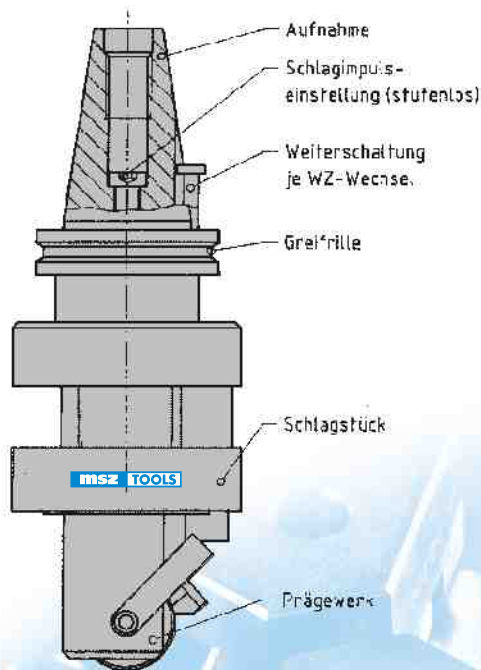 Aufnahme
Schlagimpuls-
einstellung (stufenlos)
Weiterschaltung
je WZ-Wechsel
Greifrille
Schlagstück
msz TOOLS
Prägewerk